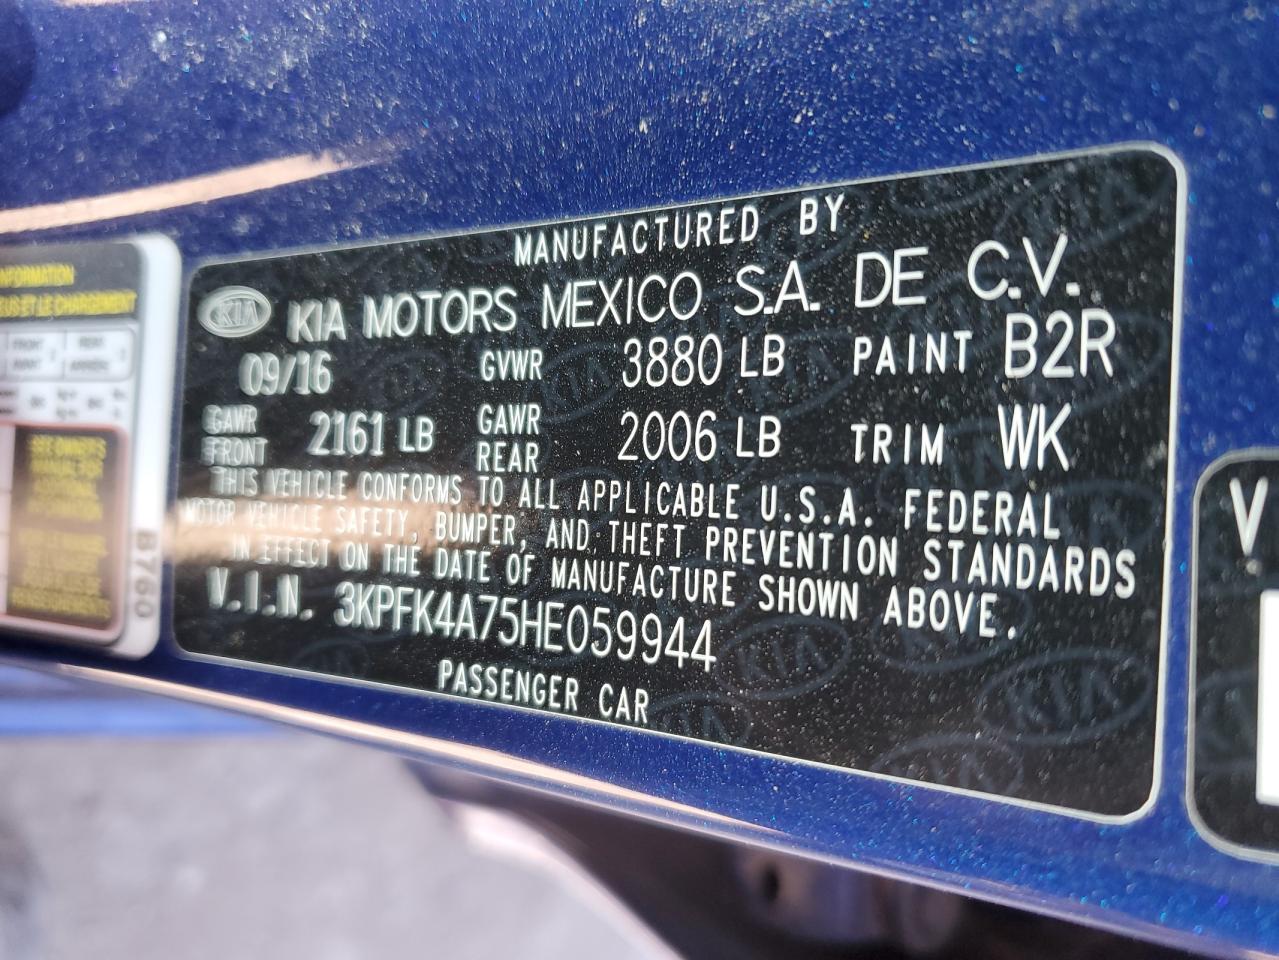 MANUFACTURED BY
KIA KIA MOTORS MEXICO S.A. DE C.V.
09/16 GVWR 3880 LB PAINT B2R
GAWR FRONT 2161 LB GAWR REAR 2006 LB TRIM WK
THIS VEHICLE CONFORMS TO ALL APPLICABLE U.S.A. FEDERAL
MOTOR VEHICLE SAFETY, BUMPER, AND THEFT PREVENTION STANDARDS
IN EFFECT ON THE DATE OF MANUFACTURE SHOWN ABOVE.
V.I.N. 3KPFK4A75HE059944
PASSENGER CAR
B760
V